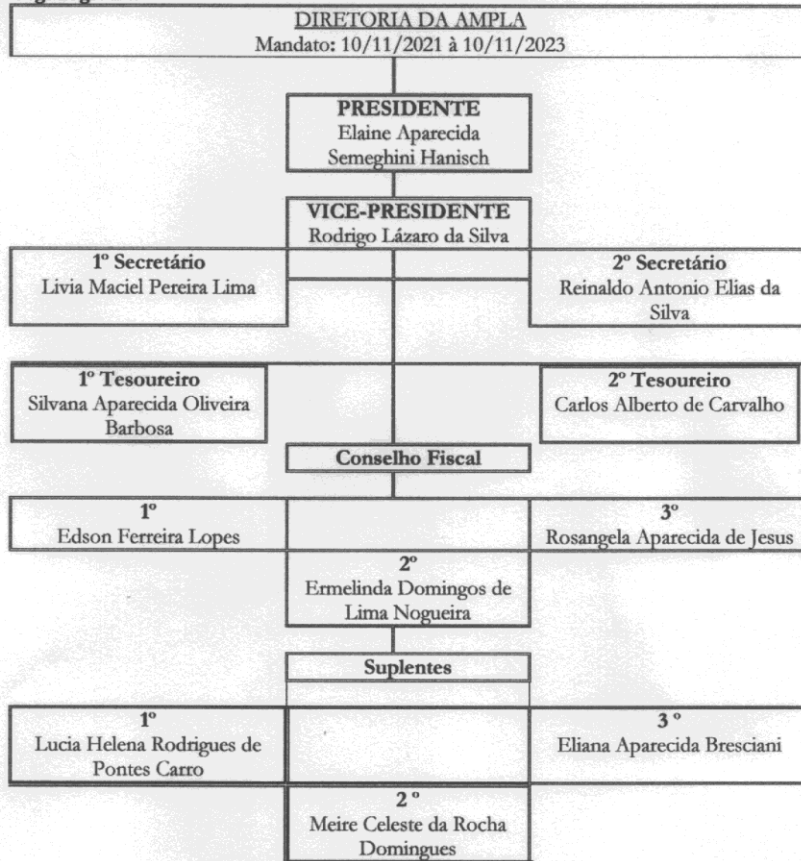 DIRETORIA DA AMPLA
Mandato: 10/11/2021 à 10/11/2023
PRESIDENTE
Elaine Aparecida
Semeghini Hanisch
VICE-PRESIDENTE
Rodrigo Lázaro da Silva
1º Secretário
Livia Maciel Pereira Lima
2º Secretário
Reinaldo Antonio Elias da
Silva
1º Tesoureiro
Silvana Aparecida Oliveira
Barbosa
2º Tesoureiro
Carlos Alberto de Carvalho
Conselho Fiscal
1º
Edson Ferreira Lopes
3º
Rosangela Aparecida de Jesus
2º
Ermelinda Domingos de
Lima Nogueira
Suplentes
1º
Lucia Helena Rodrigues de
Pontes Carro
3 º
Eliana Aparecida Bresciani
2 º
Meire Celeste da Rocha
Domingues